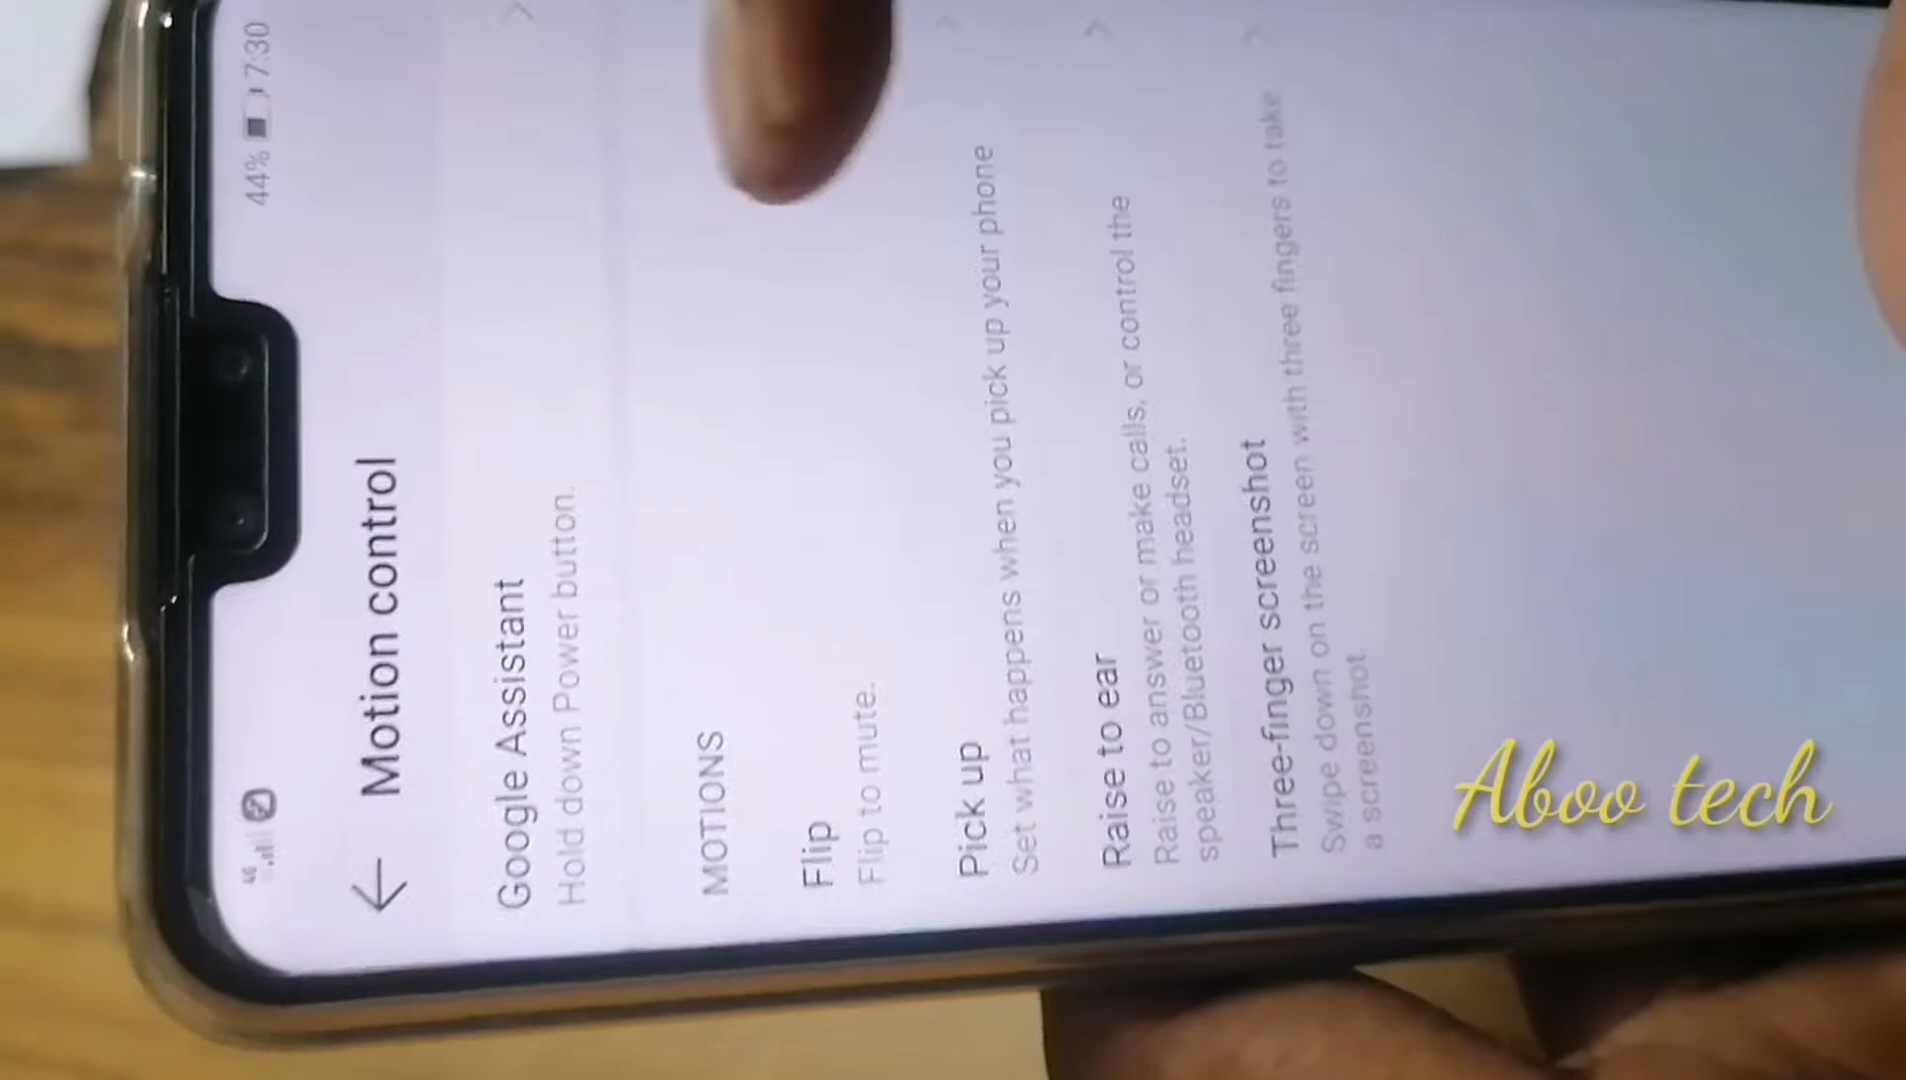 4G 44% 7:30
Motion control
Google Assistant
Hold down Power button.
MOTIONS
Flip
Flip to mute.
Pick up
Set what happens when you pick up your phone
Raise to ear
Raise to answer or make calls, or control the
speaker/Bluetooth headset.
Three-finger screenshot
Swipe down on the screen with three fingers to take
a screenshot.
Aboo tech